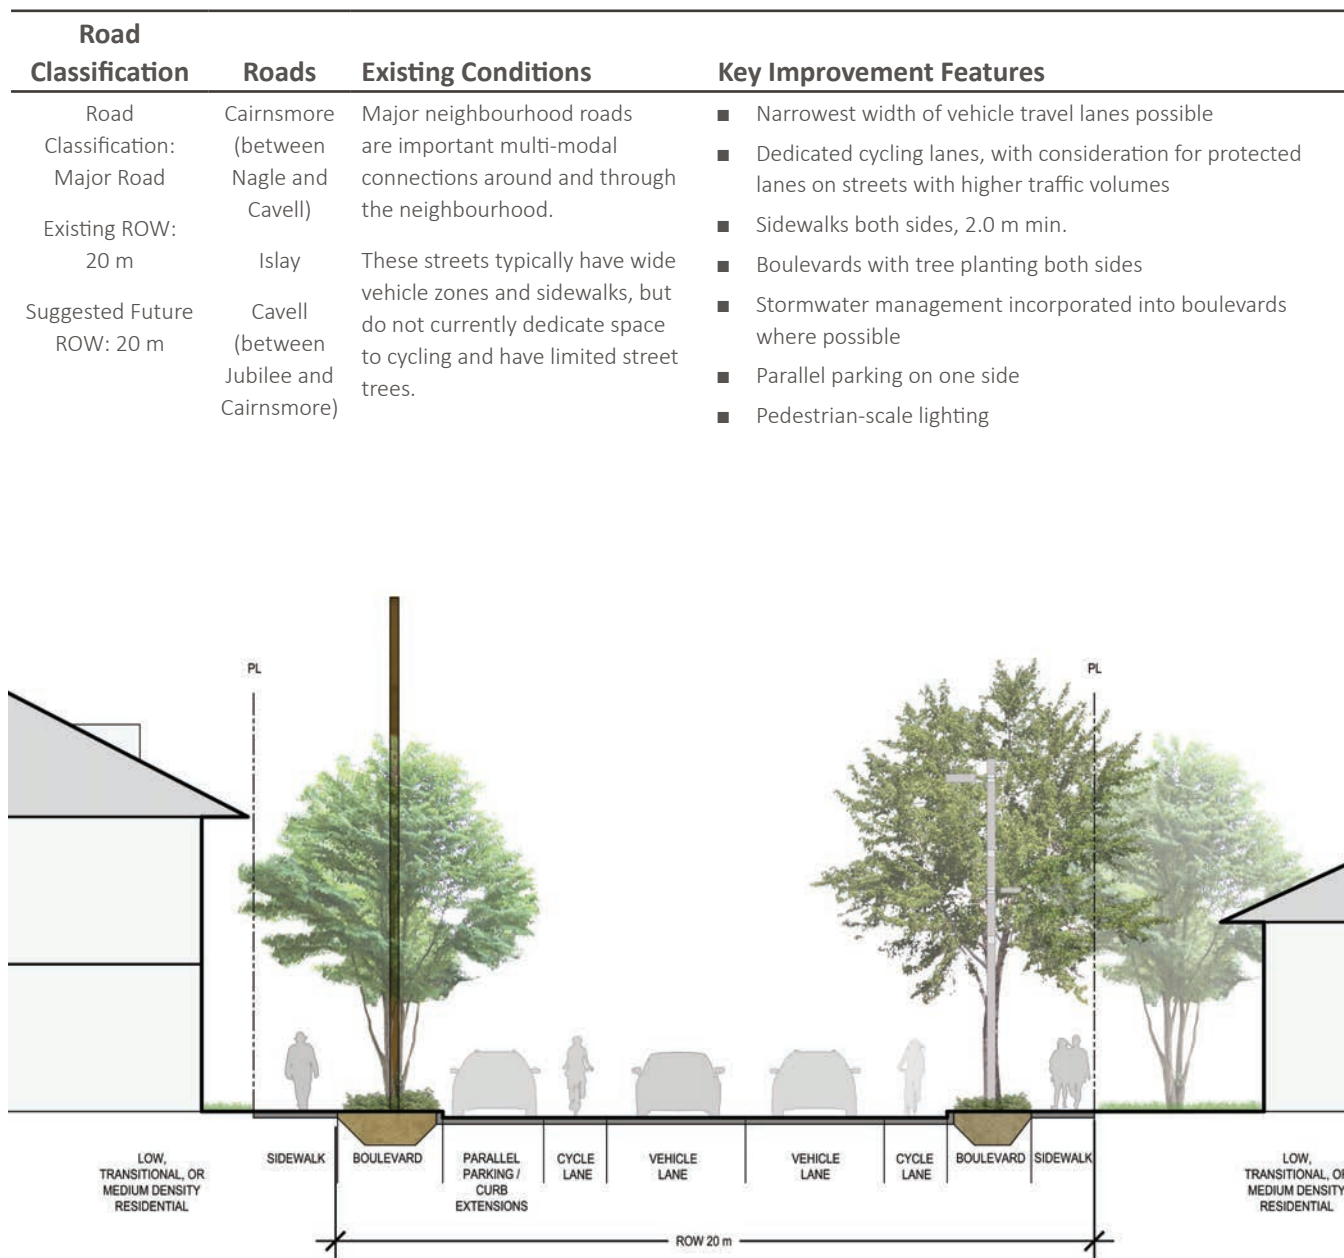 Road
Classification
Roads
Existing Conditions
Key Improvement Features
Road
Classification:
Major Road
Existing ROW:
20 m
Suggested Future
ROW: 20 m
Cairnsmore
(between
Nagle and
Cavell)
Islay
Cavell
(between
Jubilee and
Cairnsmore)
Major neighbourhood roads
are important multi-modal
connections around and through
the neighbourhood.
These streets typically have wide
vehicle zones and sidewalks, but
do not currently dedicate space
to cycling and have limited street
trees.
■ Narrowest width of vehicle travel lanes possible
■ Dedicated cycling lanes, with consideration for protected
lanes on streets with higher traffic volumes
■ Sidewalks both sides, 2.0 m min.
■ Boulevards with tree planting both sides
■ Stormwater management incorporated into boulevards
where possible
■ Parallel parking on one side
■ Pedestrian-scale lighting
PL
PL
LOW,
TRANSITIONAL, OR
MEDIUM DENSITY
RESIDENTIAL
SIDEWALK
BOULEVARD
PARALLEL
PARKING /
CURB
EXTENSIONS
CYCLE
LANE
VEHICLE
LANE
VEHICLE
LANE
CYCLE
LANE
BOULEVARD
SIDEWALK
LOW,
TRANSITIONAL, OR
MEDIUM DENSITY
RESIDENTIAL
ROW 20 m